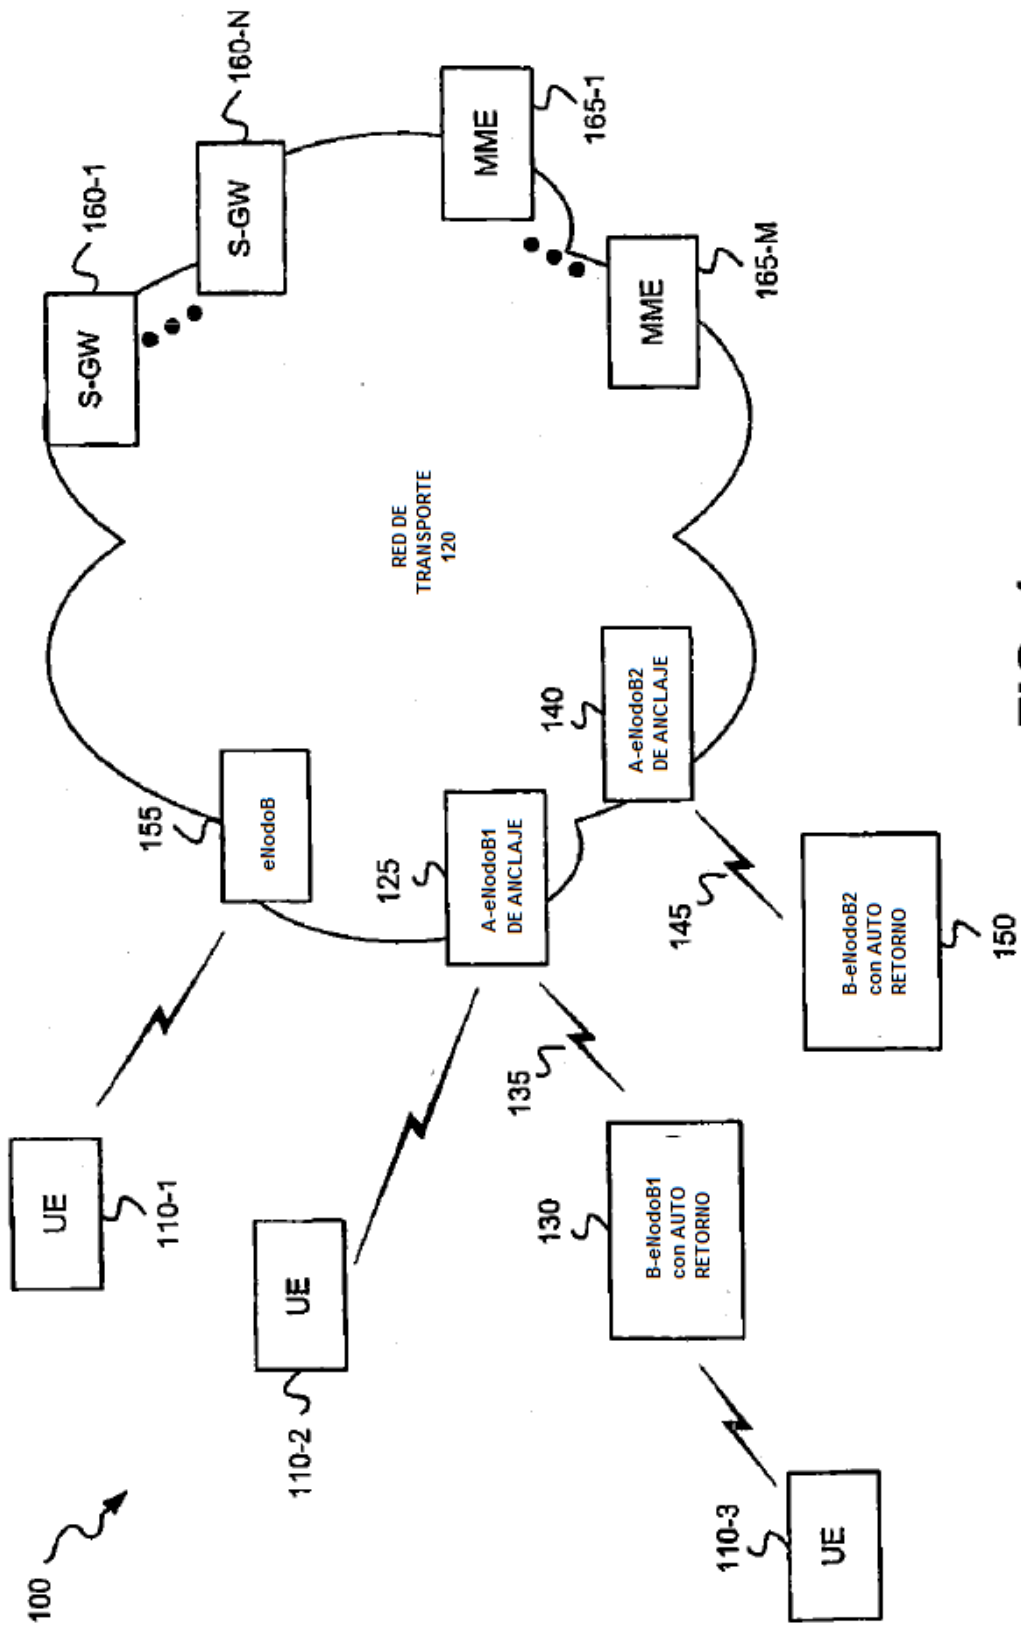 100
UE
110-1
UE
110-2
110-3
UE
155
eNodoB
125
A-eNodoB1
DE ANCLAJE
140
A-eNodoB2
DE ANCLAJE
135
130
B-eNodoB1
con AUTO
RETORNO
145
B-eNodoB2
con AUTO
RETORNO
150
RED DE
TRANSPORTE
120
S-GW
160-1
S-GW
160-N
MME
165-1
MME
165-M